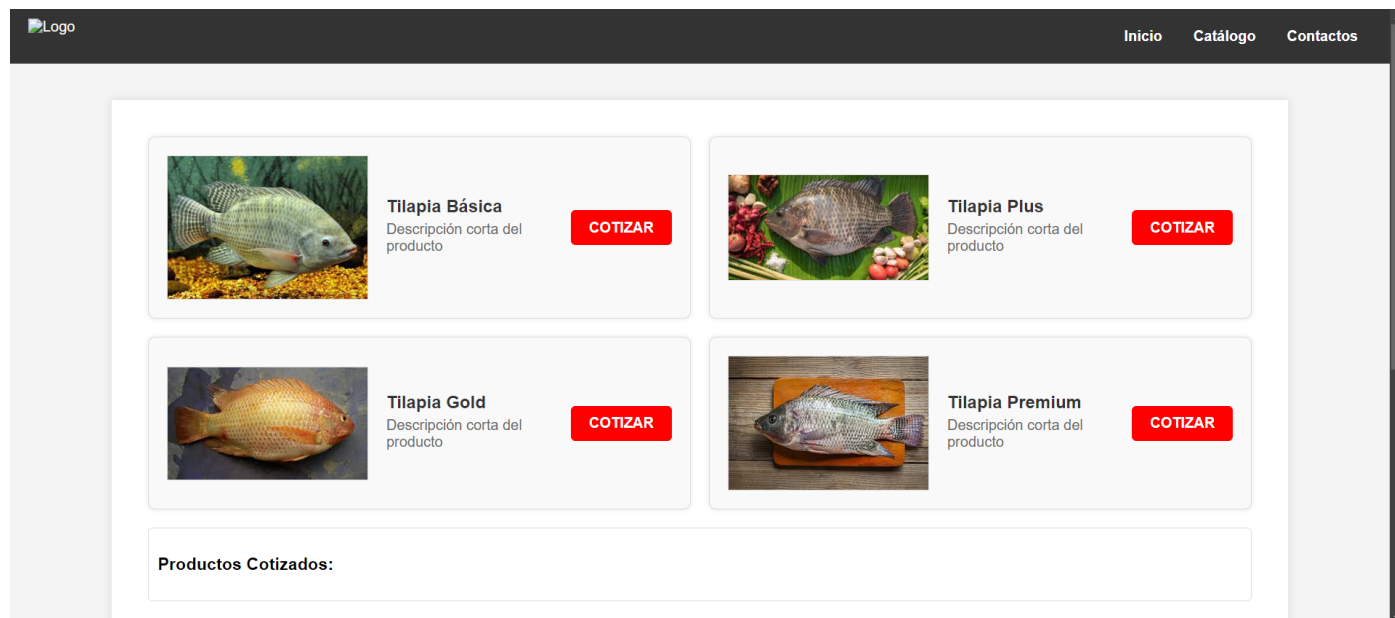 Logo
Inicio
Catálogo
Contactos
Tilapia Básica
Descripción corta del
producto
COTIZAR
Tilapia Plus
Descripción corta del
producto
COTIZAR
Tilapia Gold
Descripción corta del
producto
COTIZAR
Tilapia Premium
Descripción corta del
producto
COTIZAR
Productos Cotizados: